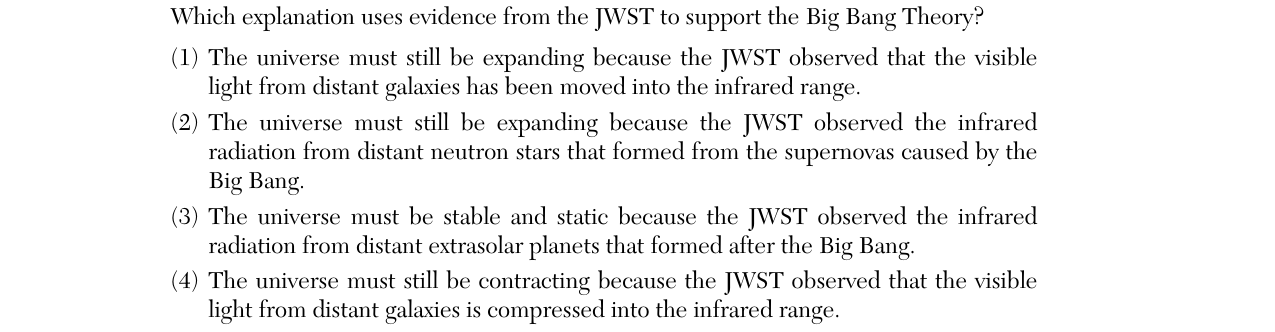 Which explanation uses evidence from the JWST to support the Big Bang Theory?
(1) The universe must still be expanding because the JWST observed that the visible
light from distant galaxies has been moved into the infrared range.
(2) The universe must still be expanding because the JWST observed the infrared
radiation from distant neutron stars that formed from the supernovas caused by the
Big Bang.
(3) The universe must be stable and static because the JWST observed the infrared
radiation from distant extrasolar planets that formed after the Big Bang.
(4) The universe must still be contracting because the JWST observed that the visible
light from distant galaxies is compressed into the infrared range.